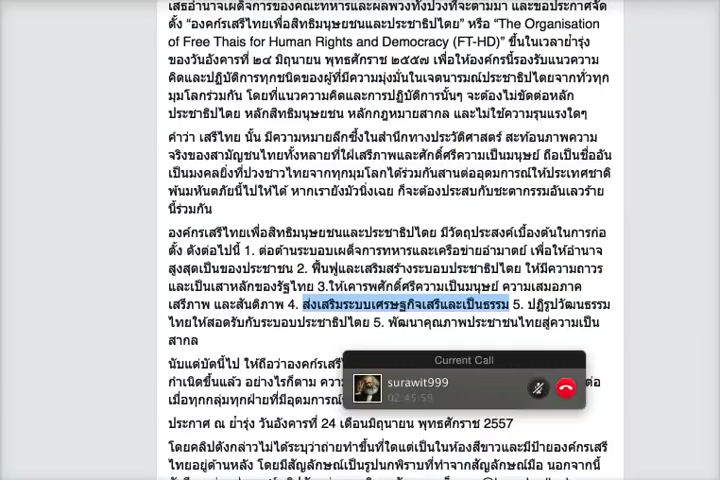 เสธอำนาจเผด็จการของคณะทหารและผลพวงทั้งปวงที่จะตามมา และขอประกาศจัด
ตั้ง “องค์กรเสรีไทยเพื่อสิทธิมนุษยชนและประชาธิปไตย” หรือ “The Organisation
of Free Thais for Human Rights and Democracy (FT-HD)” ขึ้นในเวลาย่ำรุ่ง
ของวันอังคารที่ ๒๔ มิถุนายน พุทธศักราช ๒๕๕๗ เพื่อให้องค์กรนี้รองรับแนวความ
คิดและปฏิบัติการทุกชนิดของผู้ที่มีความมุ่งมั่นในเจตนารมณ์ประชาธิปไตยจากทั่วทุก
มุมโลกร่วมกัน โดยที่แนวความคิดและการปฏิบัติการนั้นๆ จะต้องไม่ขัดต่อหลัก
ประชาธิปไตย หลักสิทธิมนุษยชน หลักกฎหมายสากล และไม่ใช้ความรุนแรงใดๆ
คำว่า เสรีไทย นั้น มีความหมายลึกซึ้งในสำนึกทางประวัติศาสตร์ สะท้อนภาพความ
จริงของสามัญชนไทยทั้งหลายที่ใฝ่เสรีภาพและศักดิ์ศรีความเป็นมนุษย์ ถือเป็นชื่ออัน
เป็นมงคลยิ่งที่ปวงชาวไทยจากทุกมุมโลกได้ร่วมกันสานต่ออุดมการณ์ให้ประเทศชาติ
พ้นมหันตภัยนี้ไปให้ได้ หากเรายังมัวนิ่งเฉย ก็จะต้องประสบกับชะตากรรมอันเลวร้าย
นี้ร่วมกัน
องค์กรเสรีไทยเพื่อสิทธิมนุษยชนและประชาธิปไตย มีวัตถุประสงค์เบื้องต้นในการก่อ
ตั้ง ดังต่อไปนี้ 1. ต่อต้านระบอบเผด็จการทหารและเครือข่ายอำมาตย์ เพื่อให้อำนาจ
สูงสุดเป็นของประชาชน 2. ฟื้นฟูและเสริมสร้างระบอบประชาธิปไตย ให้มีความถาวร
และเป็นเสาหลักของรัฐไทย 3.ให้เคารพศักดิ์ศรีความเป็นมนุษย์ ความเสมอภาค
เสรีภาพ และสันติภาพ 4. ส่งเสริมระบบเศรษฐกิจเสรีและเป็นธรรม 5. ปฏิรูปวัฒนธรรม
ไทยให้สอดรับกับระบอบประชาธิปไตย 5. พัฒนาคุณภาพประชาชนไทยสู่ความเป็น
สากล
นับแต่บัดนี้ไป ให้ถือว่าองค์กรเสรี
กำเนิดขึ้นแล้ว อย่างไรก็ตาม ความ ต่อ
เมื่อทุกกลุ่มทุกฝ่ายที่มีอุดมการณ์
Current Call
surawit999
02:45:59
ประกาศ ณ ย่ำรุ่ง วันอังคารที่ 24 เดือนมิถุนายน พุทธศักราช 2557
โดยคลิปดังกล่าวไม่ได้ระบุว่าถ่ายทำขึ้นที่ใดแต่เป็นในห้องสีขาวและมีป้ายองค์กรเสรี
ไทยอยู่ด้านหลัง โดยมีสัญลักษณ์เป็นรูปนกพิราบที่ทำจากสัญลักษณ์มือ นอกจากนี้